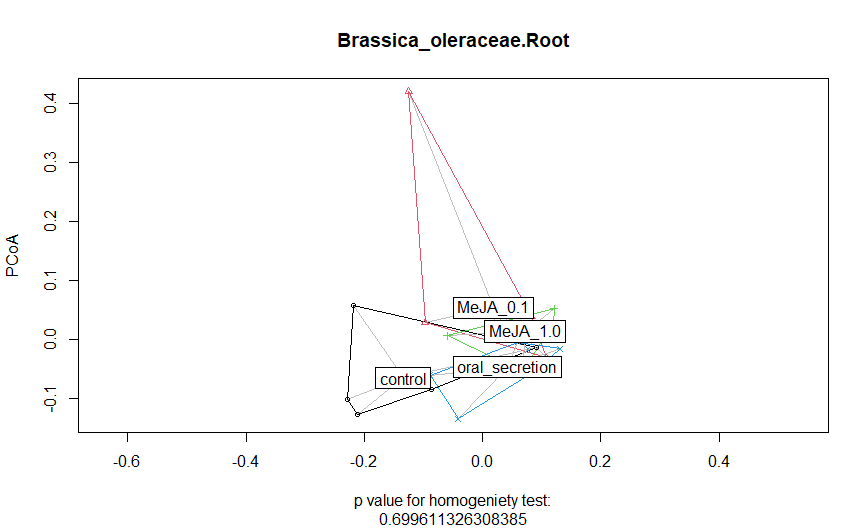 Brassica_oleraceae.Root
0.4
0.3
0.2
0.1
0.0
-0.1
PCoA
MeJA_0.1
MeJA_1.0
oral_secretion
control
-0.6 -0.4 -0.2 0.0 0.2 0.4
p value for homogeniety test:
0.699611326308385